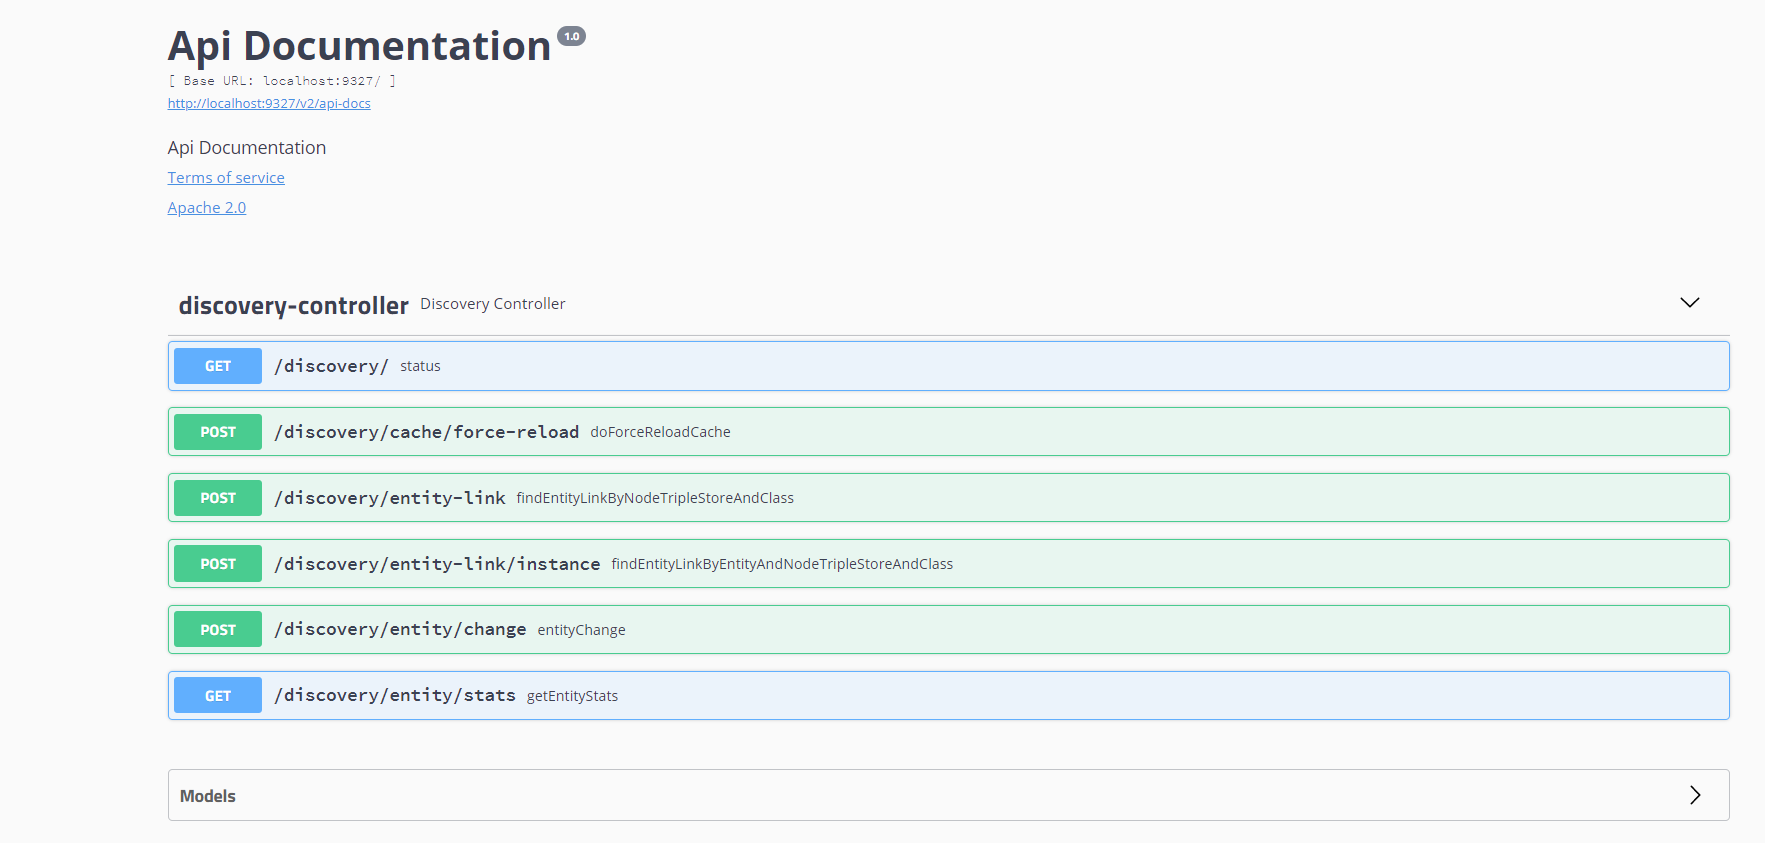 Api Documentation 1.0
[ Base URL: localhost:9327/ ]
http://localhost:9327/v2/api-docs
Api Documentation
Terms of service
Apache 2.0
discovery-controller Discovery Controller
GET /discovery/ status
POST /discovery/cache/force-reload doForceReloadCache
POST /discovery/entity-link findEntityLinkByNodeTripleStoreAndClass
POST /discovery/entity-link/instance findEntityLinkByEntityAndNodeTripleStoreAndClass
POST /discovery/entity/change entityChange
GET /discovery/entity/stats getEntityStats
Models